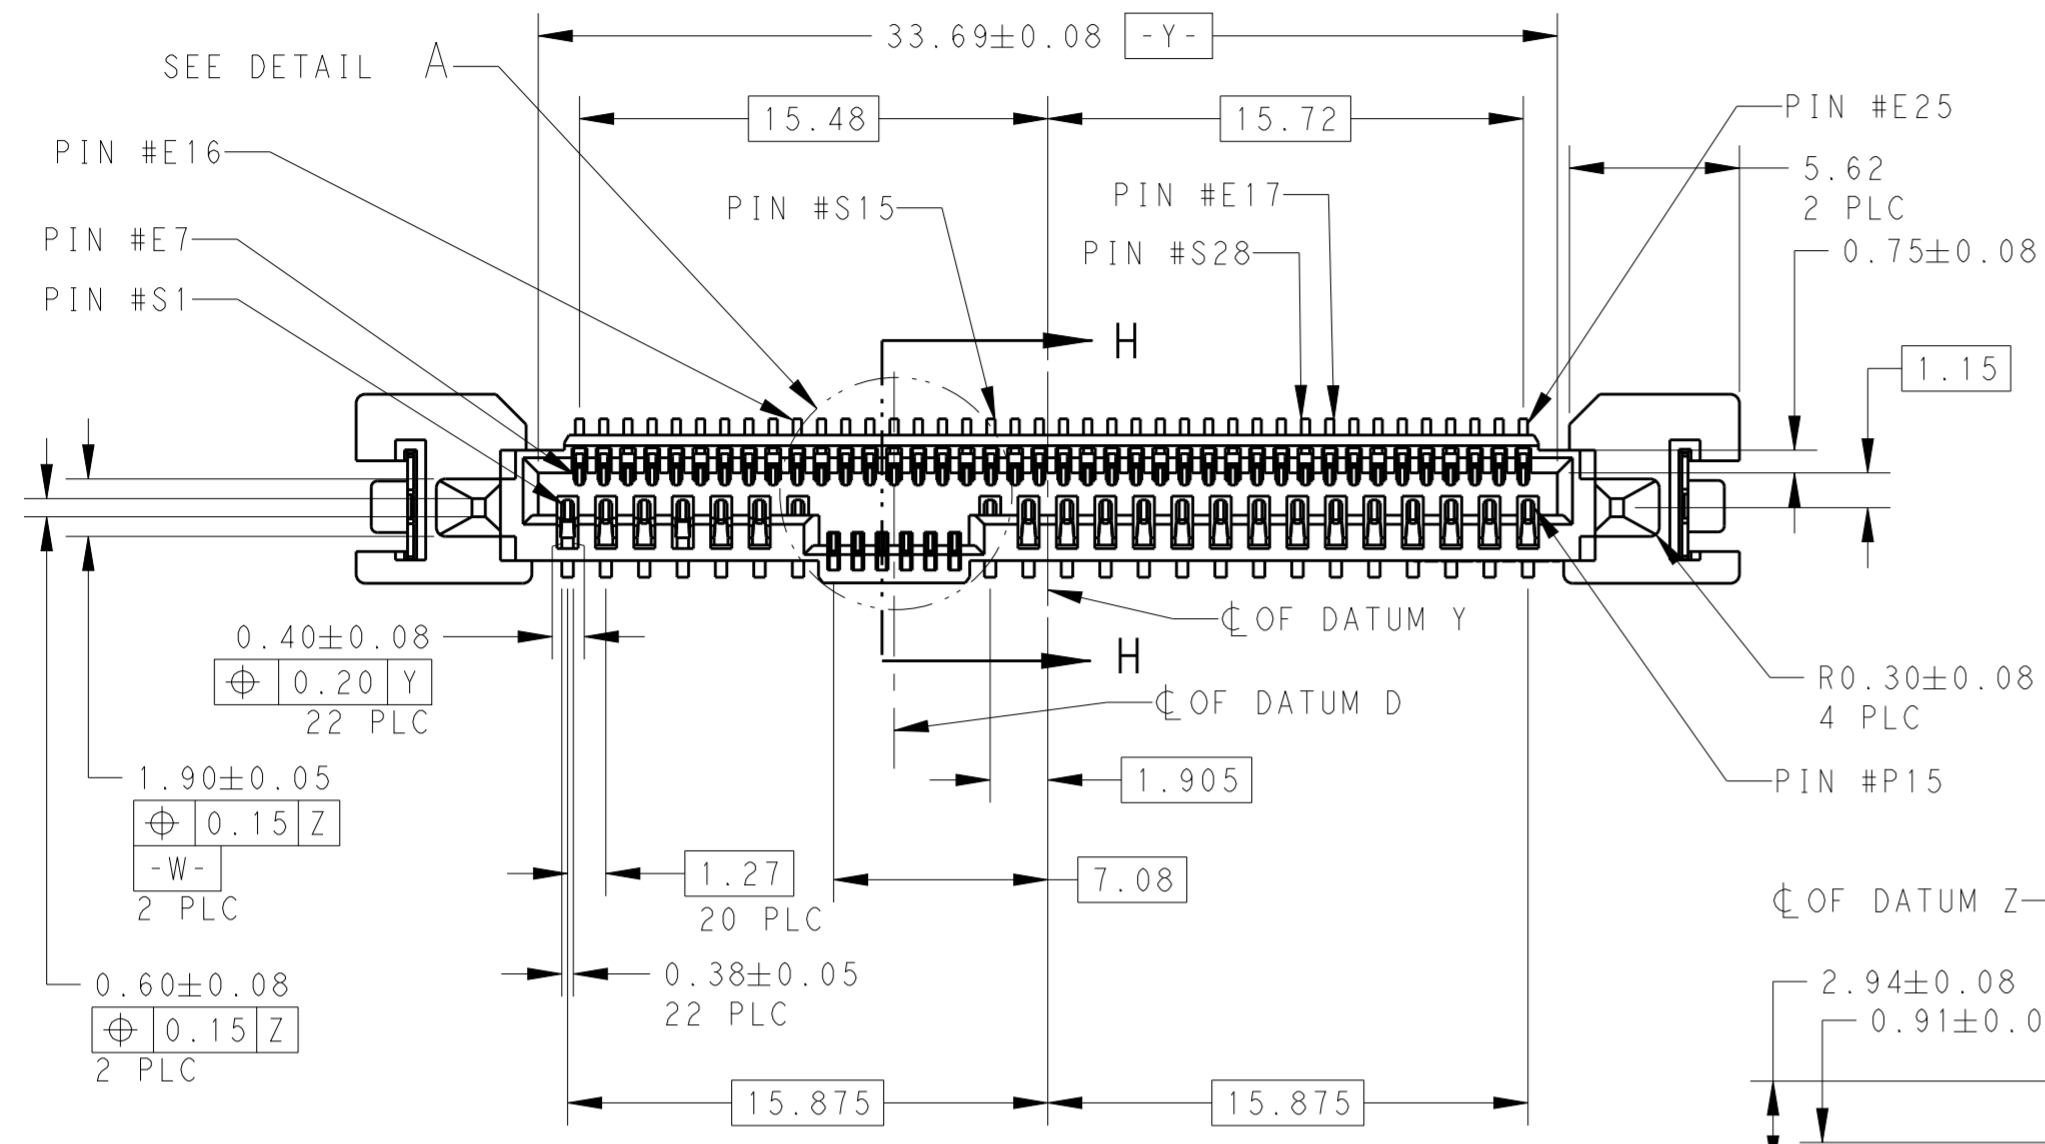 33.69±0.08 -Y-
SEE DETAIL A
15.48
15.72
PIN #E25
PIN #E16
5.62
2 PLC
PIN #S15
PIN #E17
PIN #E7
PIN #S28
0.75±0.08
PIN #S1
H
1.15
℄ OF DATUM Y
0.40±0.08
⌖ 0.20 Y
22 PLC
H
R0.30±0.08
4 PLC
℄ OF DATUM D
1.90±0.05
⌖ 0.15 Z
-W-
2 PLC
1.905
PIN #P15
1.27
20 PLC
7.08
℄ OF DATUM Z
0.38±0.05
22 PLC
0.60±0.08
⌖ 0.15 Z
2 PLC
2.94±0.08
0.91±0.0
15.875
15.875